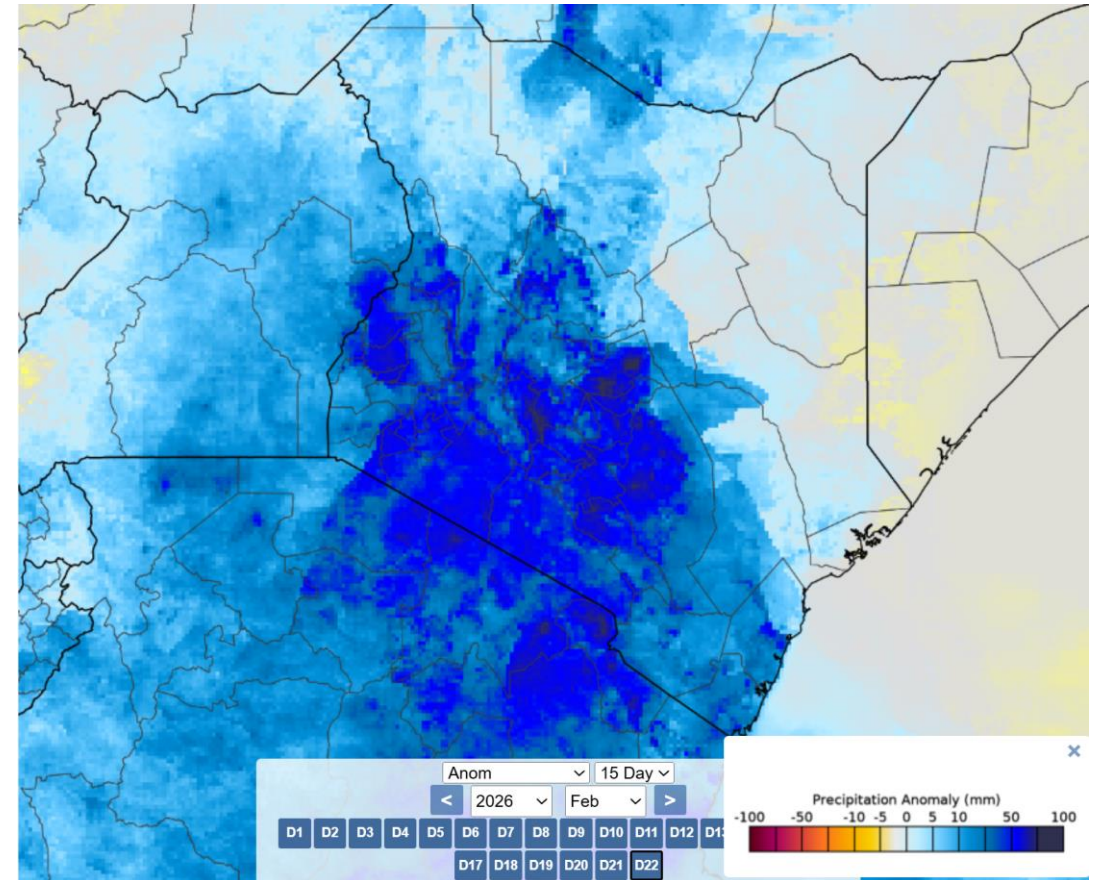 Anom 15 Day
< 2026 Feb >
D1 D2 D3 D4 D5 D6 D7 D8 D9 D10 D11 D12
D17 D18 D19 D20 D21 D22
×
Precipitation Anomaly (mm)
-100 -50 -10 -5 0 5 10 50 100